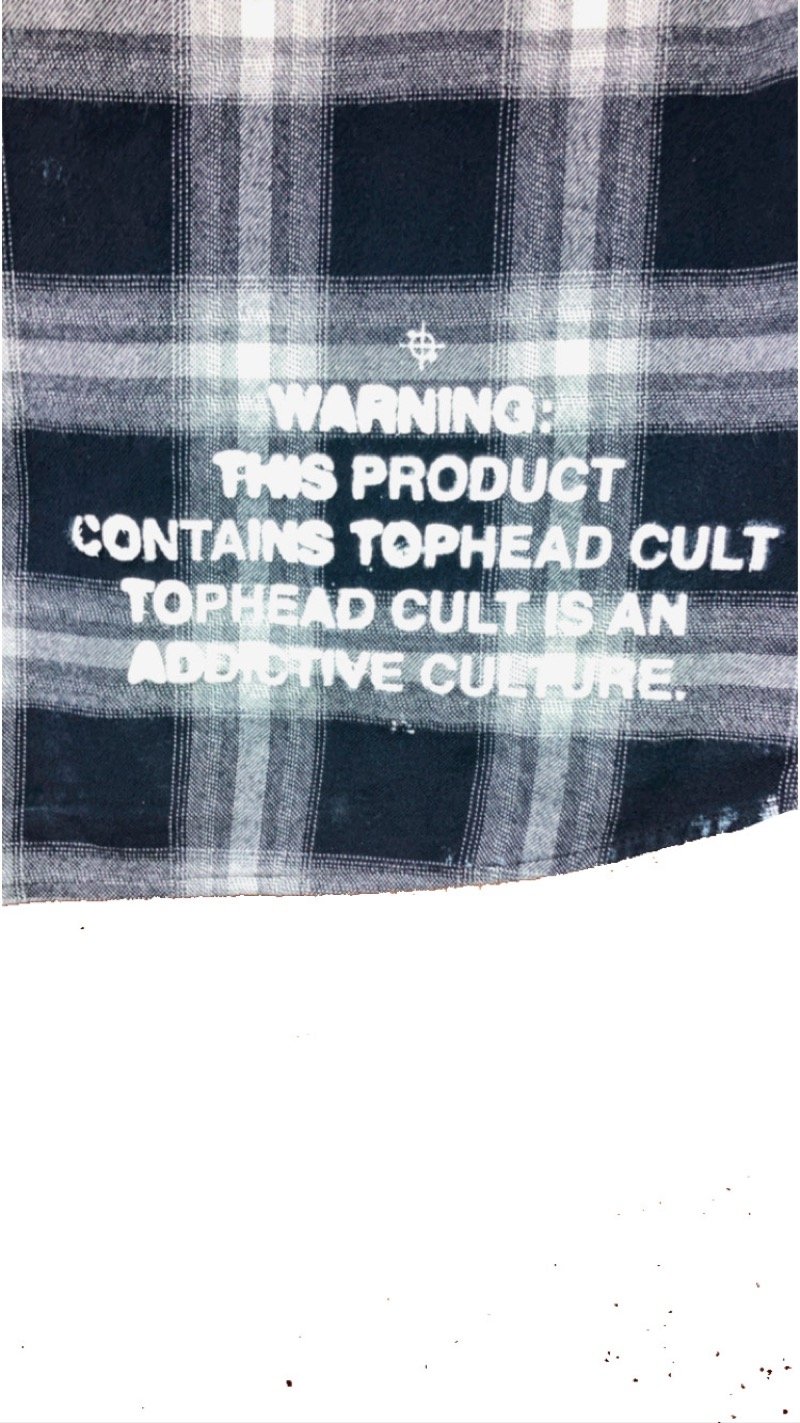 WARNING:
THIS PRODUCT
CONTAINS TOPHEAD CULT
TOPHEAD CULT IS AN
ADDICTIVE CULTURE.